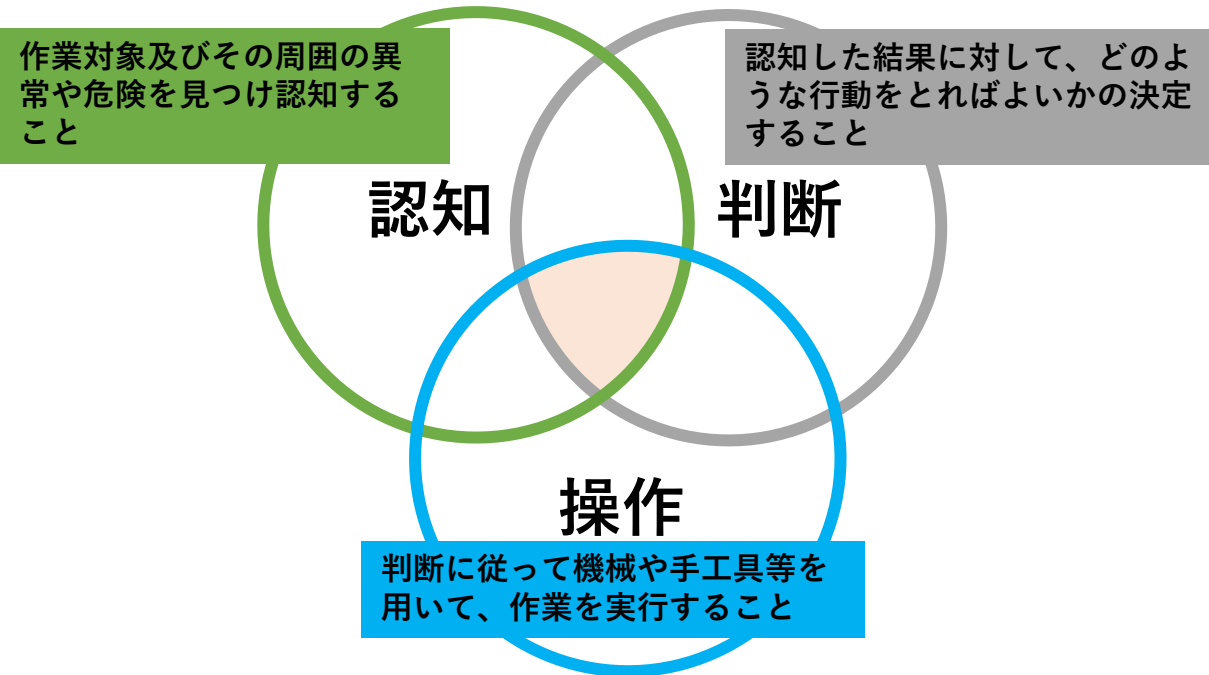 作業対象及びその周囲の異
常や危険を見つけ認知する
こと
認知した結果に対して、どのよ
うな行動をとればよいかの決定
すること
認知
判断
操作
判断に従って機械や手工具等を
用いて、作業を実行すること